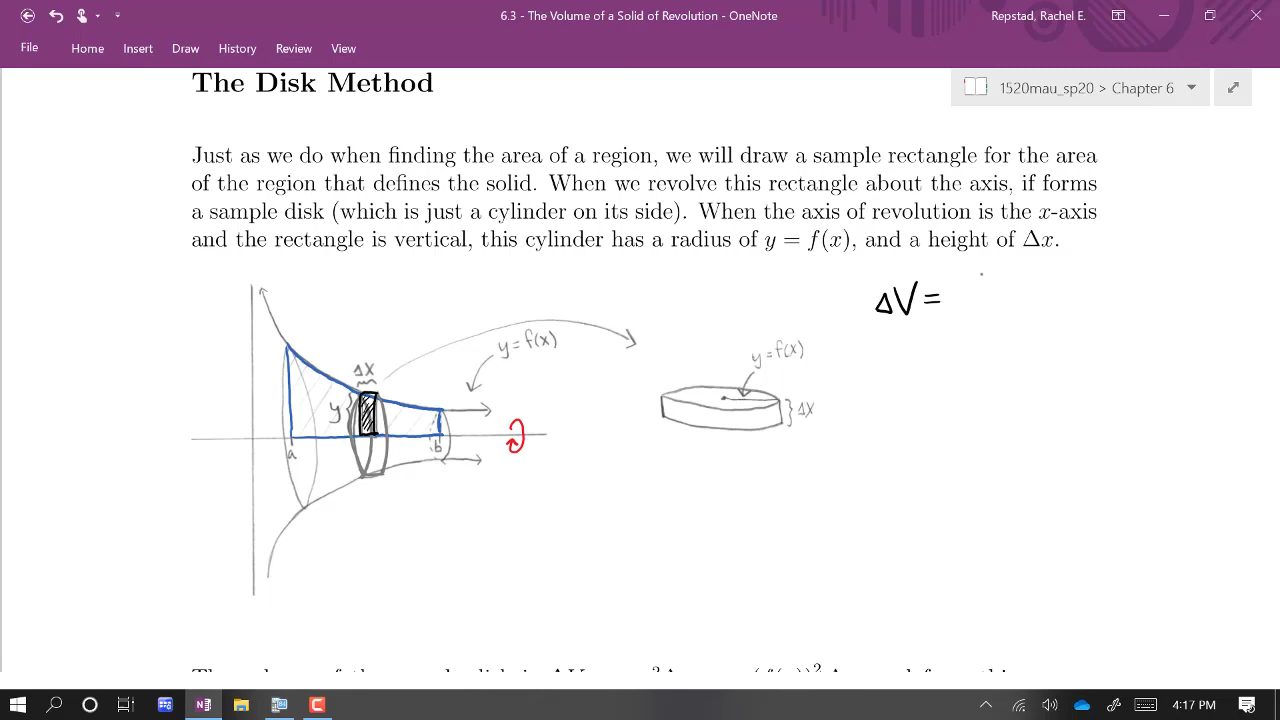 6.3 - The Volume of a Solid of Revolution - OneNote
Repstad, Rachel E.
File Home Insert Draw History Review View
The Disk Method
1520mau_sp20 > Chapter 6
Just as we do when finding the area of a region, we will draw a sample rectangle for the area
of the region that defines the solid. When we revolve this rectangle about the axis, if forms
a sample disk (which is just a cylinder on its side). When the axis of revolution is the x-axis
and the rectangle is vertical, this cylinder has a radius of y = f(x), and a height of Δx.
ΔV =
y = f(x)
Δx
y
a
b
y = f(x)
Δx
4:17 PM